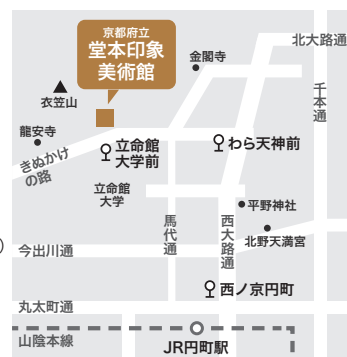 京都府立
堂本印象
美術館
北大路通
金閣寺
千本通
衣笠山
龍安寺
きぬかけ
の路
立命館
大学前
わら天神前
立命館
大学
馬代通
西大路通
平野神社
北野天満宮
今出川通
西ノ京円町
丸太町通
山陰本線
JR円町駅